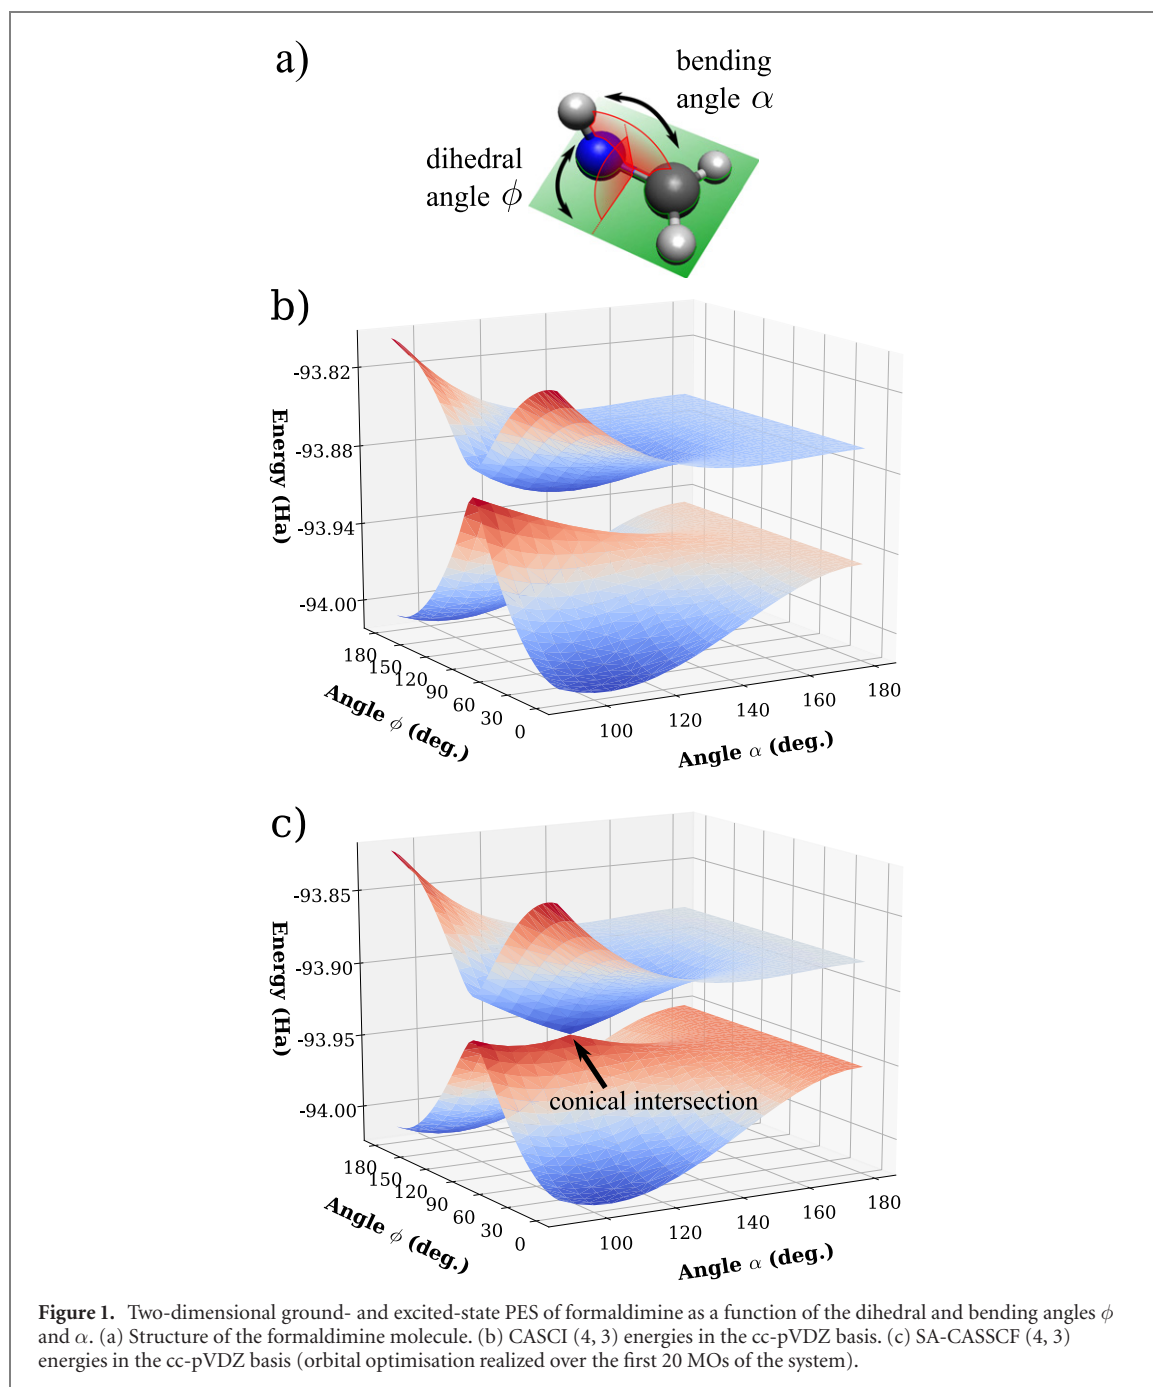 a)
bending
angle α
dihedral
angle ϕ
b)
-93.82
-93.88
-93.94
-94.00
Energy (Ha)
180
150
120
90
60
30
0
Angle ϕ (deg.)
100
120
140
160
180
Angle α (deg.)
c)
-93.85
-93.90
-93.95
-94.00
Energy (Ha)
conical intersection
180
150
120
90
60
30
0
Angle ϕ (deg.)
100
120
140
160
180
Angle α (deg.)
Figure 1. Two-dimensional ground- and excited-state PES of formaldimine as a function of the dihedral and bending angles ϕ
and α. (a) Structure of the formaldimine molecule. (b) CASCI (4, 3) energies in the cc-pVDZ basis. (c) SA-CASSCF (4, 3)
energies in the cc-pVDZ basis (orbital optimisation realized over the first 20 MOs of the system).